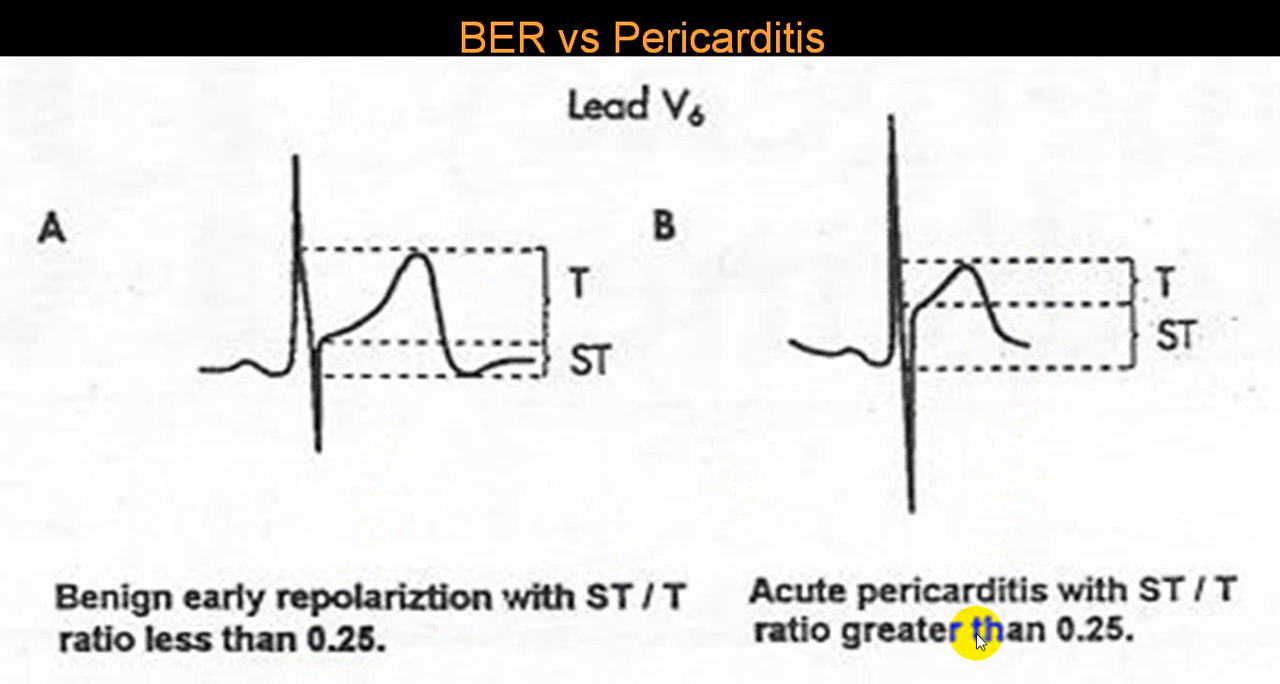 BER vs Pericarditis
Lead V6
A
T
ST
B
T
ST
Benign early repolariztion with ST / T
ratio less than 0.25.
Acute pericarditis with ST / T
ratio greater than 0.25.